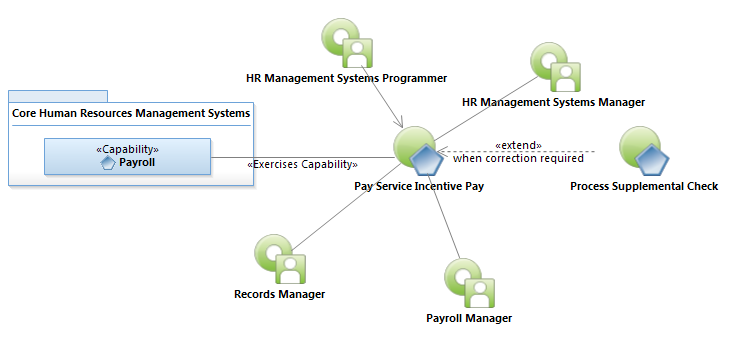 HR Management Systems Programmer
HR Management Systems Manager
Core Human Resources Management Systems
«Capability»
Payroll
«Exercises Capability»
«extend»
when correction required
Pay Service Incentive Pay
Process Supplemental Check
Records Manager
Payroll Manager